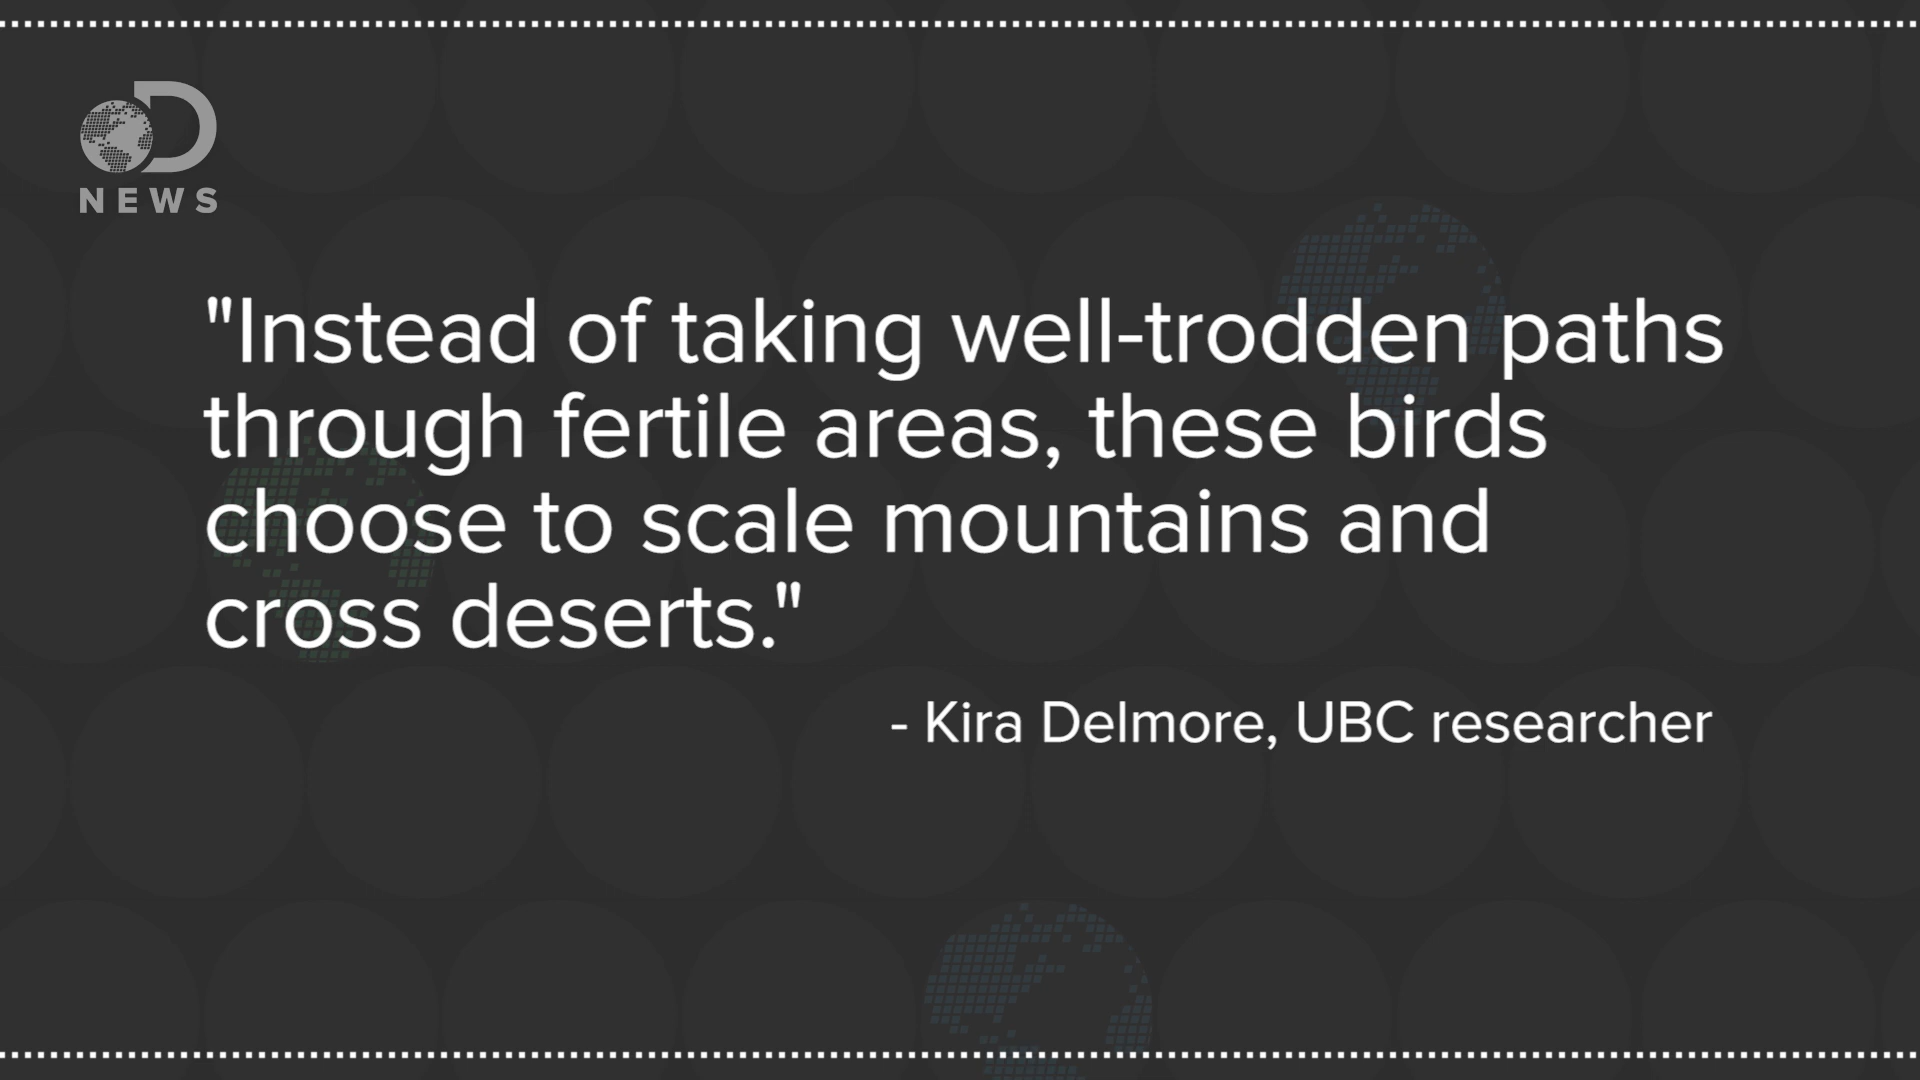 D
NEWS
"Instead of taking well-trodden paths
through fertile areas, these birds
choose to scale mountains and
cross deserts."
- Kira Delmore, UBC researcher